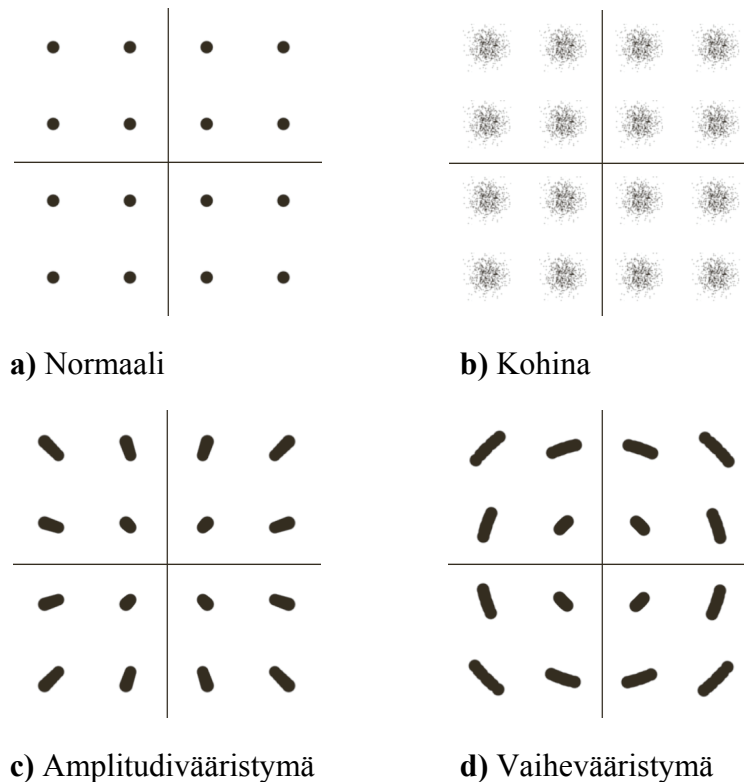 a) Normaali
b) Kohina
c) Amplitudivääristymä
d) Vaihevääristymä